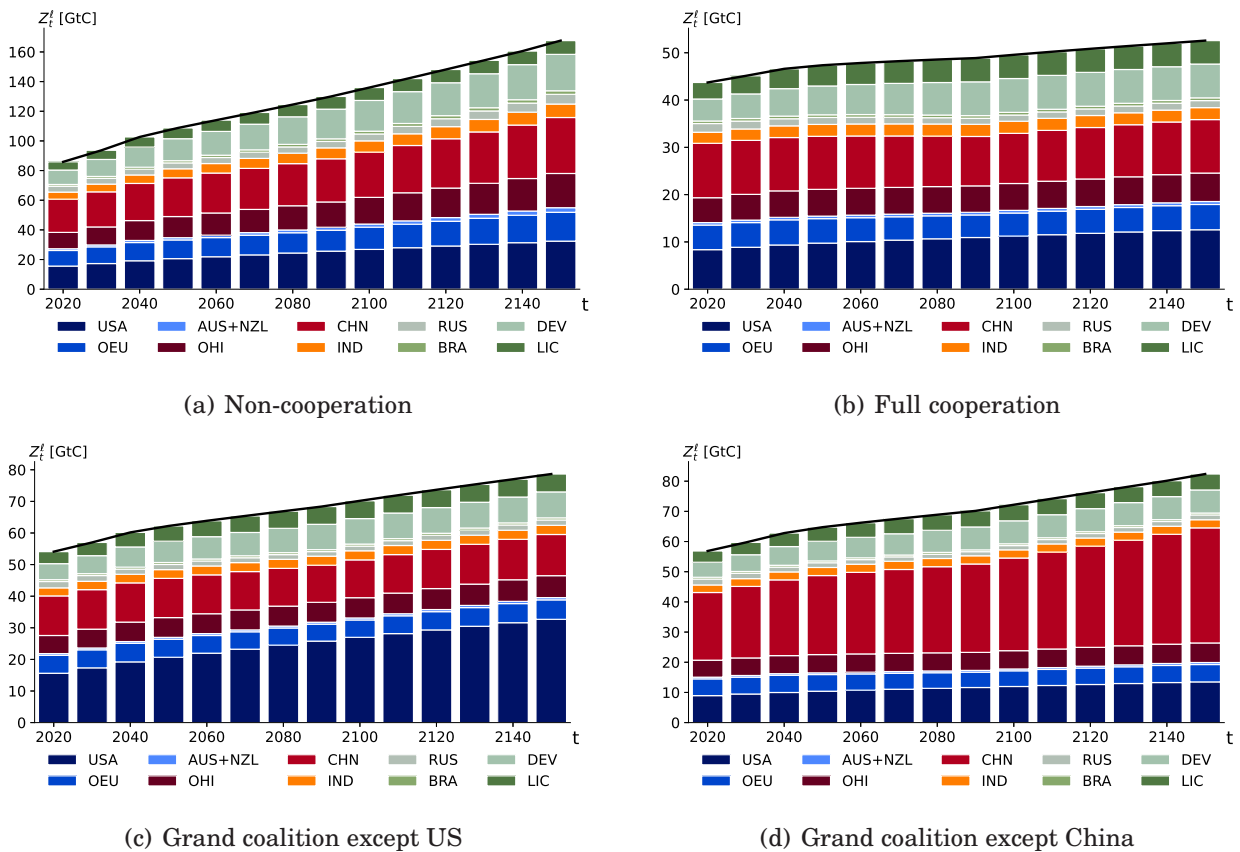 Z_t^ℓ [GtC]
160
140
120
100
80
60
40
20
0
2020 2040 2060 2080 2100 2120 2140 t
USA AUS+NZL CHN RUS DEV
OEU OHI IND BRA LIC
(a) Non-cooperation
Z_t^ℓ [GtC]
50
40
30
20
10
0
2020 2040 2060 2080 2100 2120 2140 t
USA AUS+NZL CHN RUS DEV
OEU OHI IND BRA LIC
(b) Full cooperation
Z_t^ℓ [GtC]
80
70
60
50
40
30
20
10
0
2020 2040 2060 2080 2100 2120 2140 t
USA AUS+NZL CHN RUS DEV
OEU OHI IND BRA LIC
(c) Grand coalition except US
Z_t^ℓ [GtC]
80
70
60
50
40
30
20
10
0
2020 2040 2060 2080 2100 2120 2140 t
USA AUS+NZL CHN RUS DEV
OEU OHI IND BRA LIC
(d) Grand coalition except China